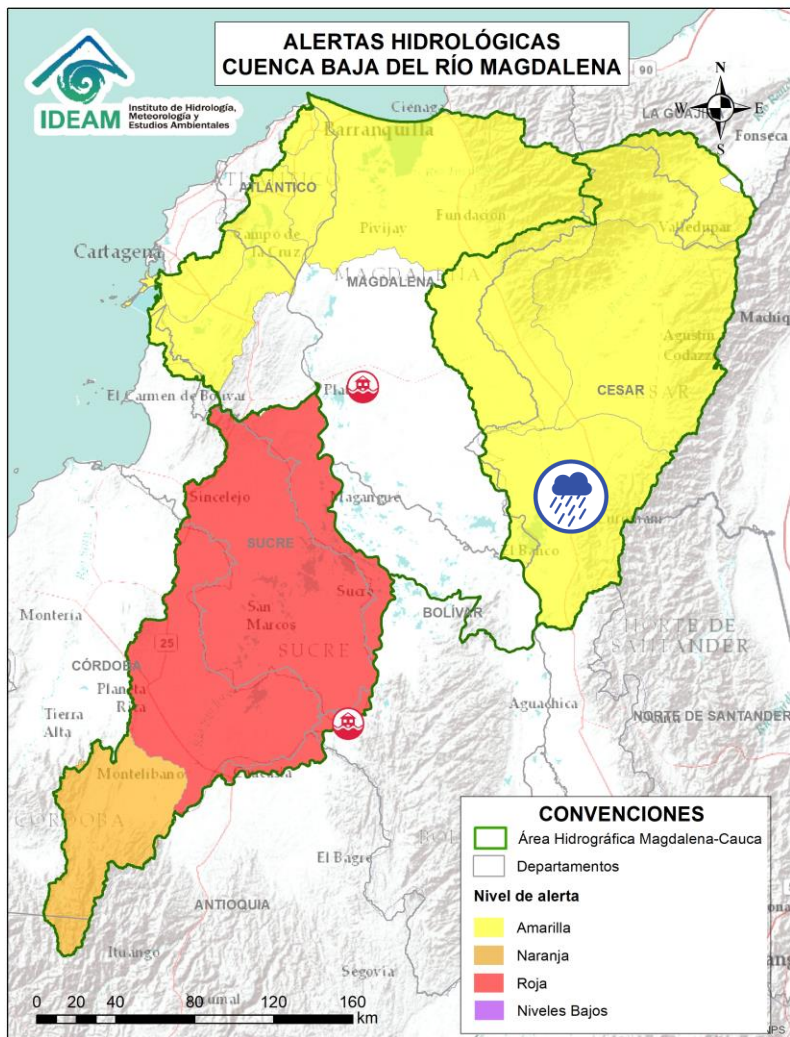 ALERTAS HIDROLÓGICAS
CUENCA BAJA DEL RÍO MAGDALENA
IDEAM
Instituto de Hidrología,
Meteorología y
Estudios Ambientales
N
W
E
S
90
Ciénaga
LA GUAJIRA
Fonseca
Barranquilla
ATLÁNTICO
Pivijay
Fundación
Valledupar
Cartagena
Campo de
la Cruz
MAGDALENA
MAGDALENA
Agustín
Codazzi
El Carmen de Bolívar
CESAR
Sincelejo
Magangue
SUCRE
El Banco
Sucre
BOLÍVAR
Montería
San
Marcos
SUCRE
25
NORTE DE
SANTANDER
CÓRDOBA
Planeta
Rica
Tierra
Alta
Aguachica
NORTE DE SANTANDER
Montelíbano
El Bagre
ANTIOQUIA
Ituango
Segovia
CONVENCIONES
Área Hidrográfica Magdalena-Cauca
Departamentos
Nivel de alerta
Amarilla
Naranja
Roja
Niveles Bajos
0 20 40 80 120 160
km